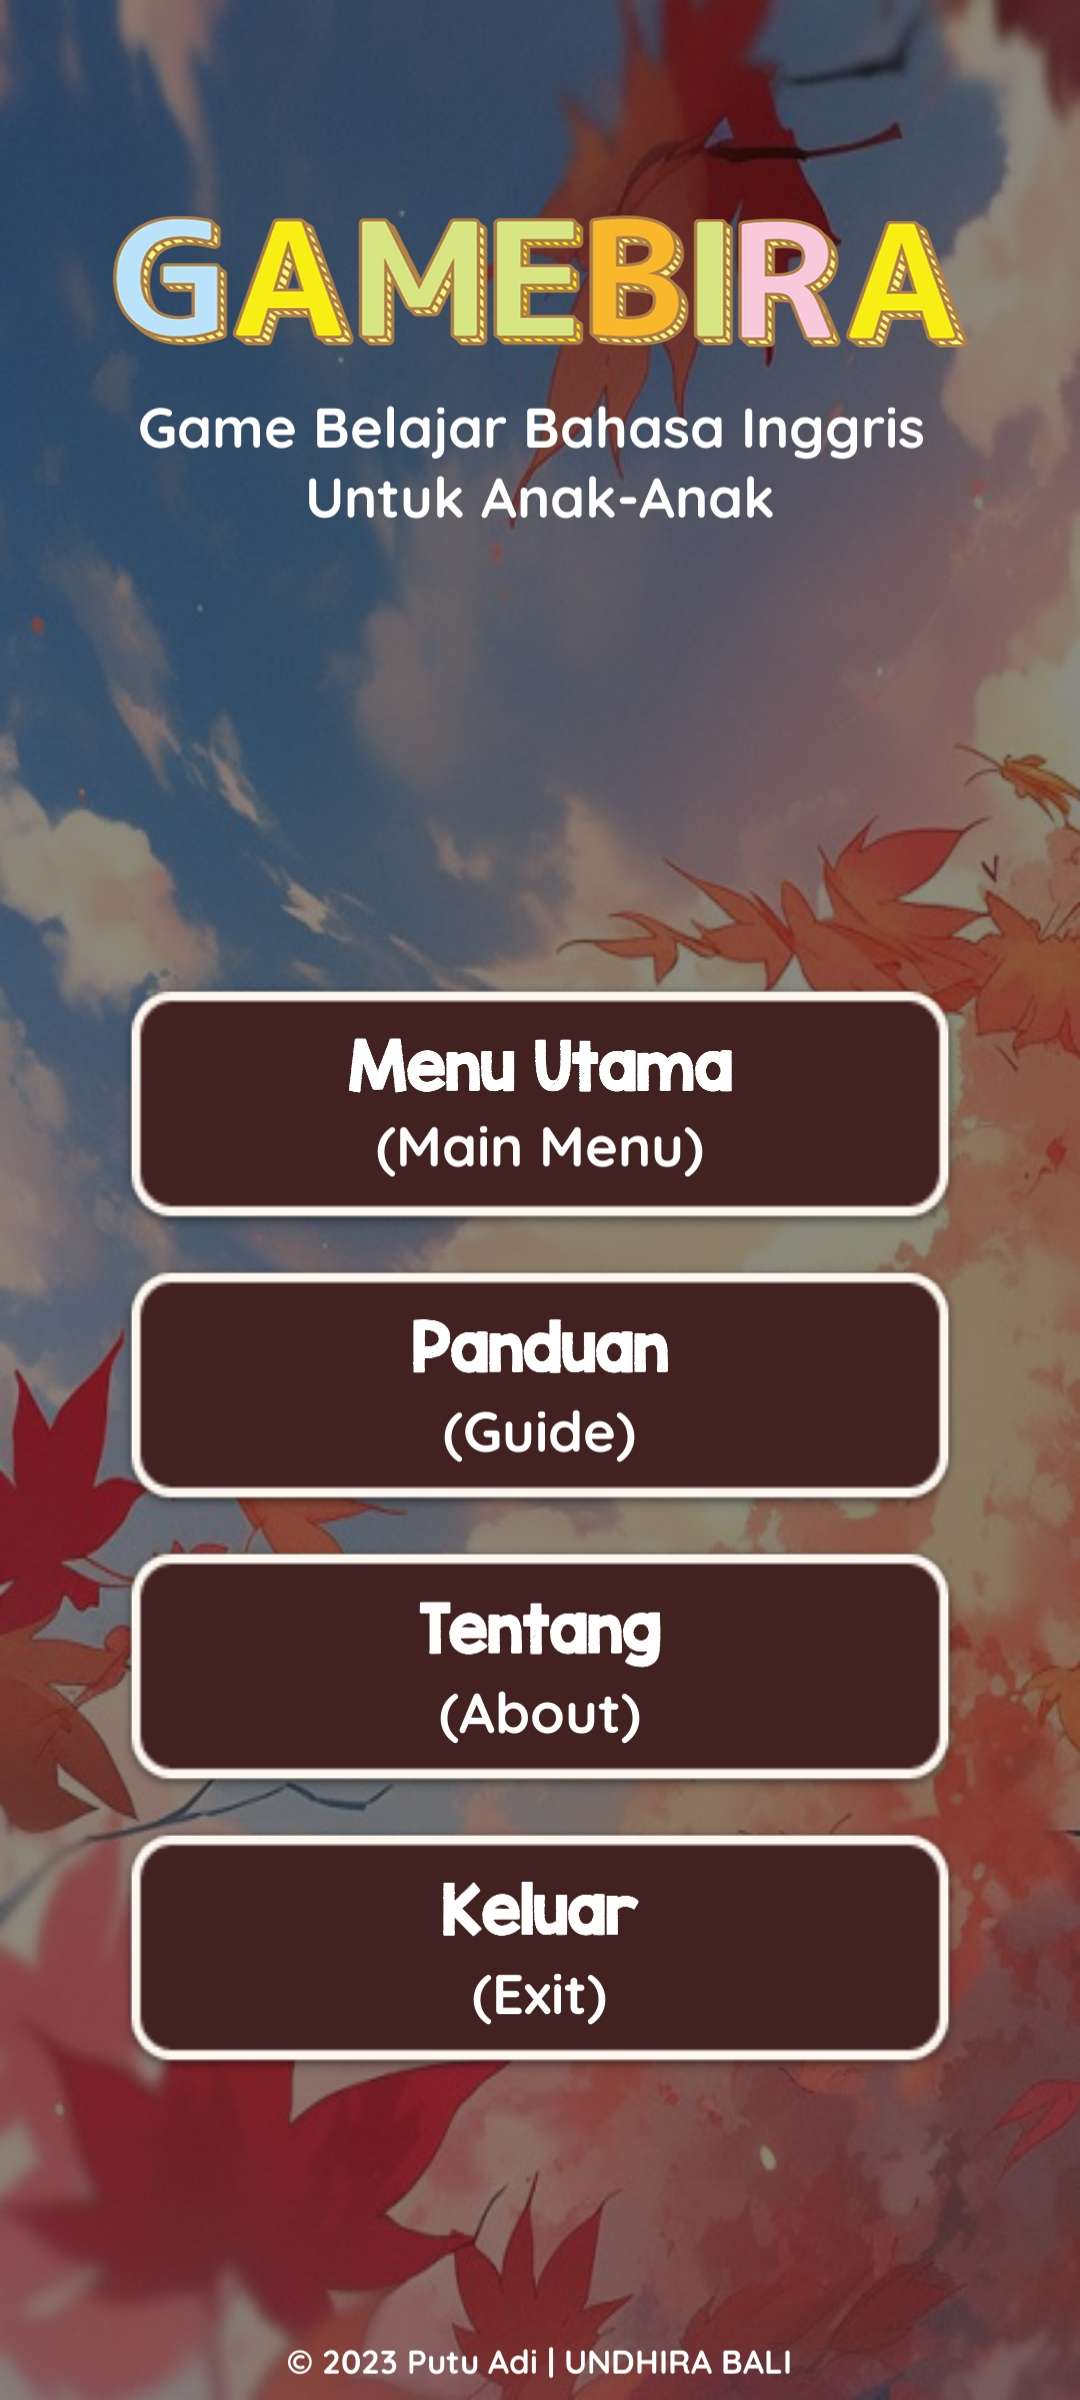 GAMEBIRA
Game Belajar Bahasa Inggris
Untuk Anak-Anak
Menu Utama
(Main Menu)
Panduan
(Guide)
Tentang
(About)
Keluar
(Exit)
© 2023 Putu Adi | UNDHIRA BALI